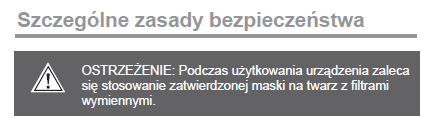 Szczególne zasady bezpieczeństwa
OSTRZEŻENIE: Podczas użytkowania urządzenia zaleca
się stosowanie zatwierdzonej maski na twarz z filtrami
wymiennymi.